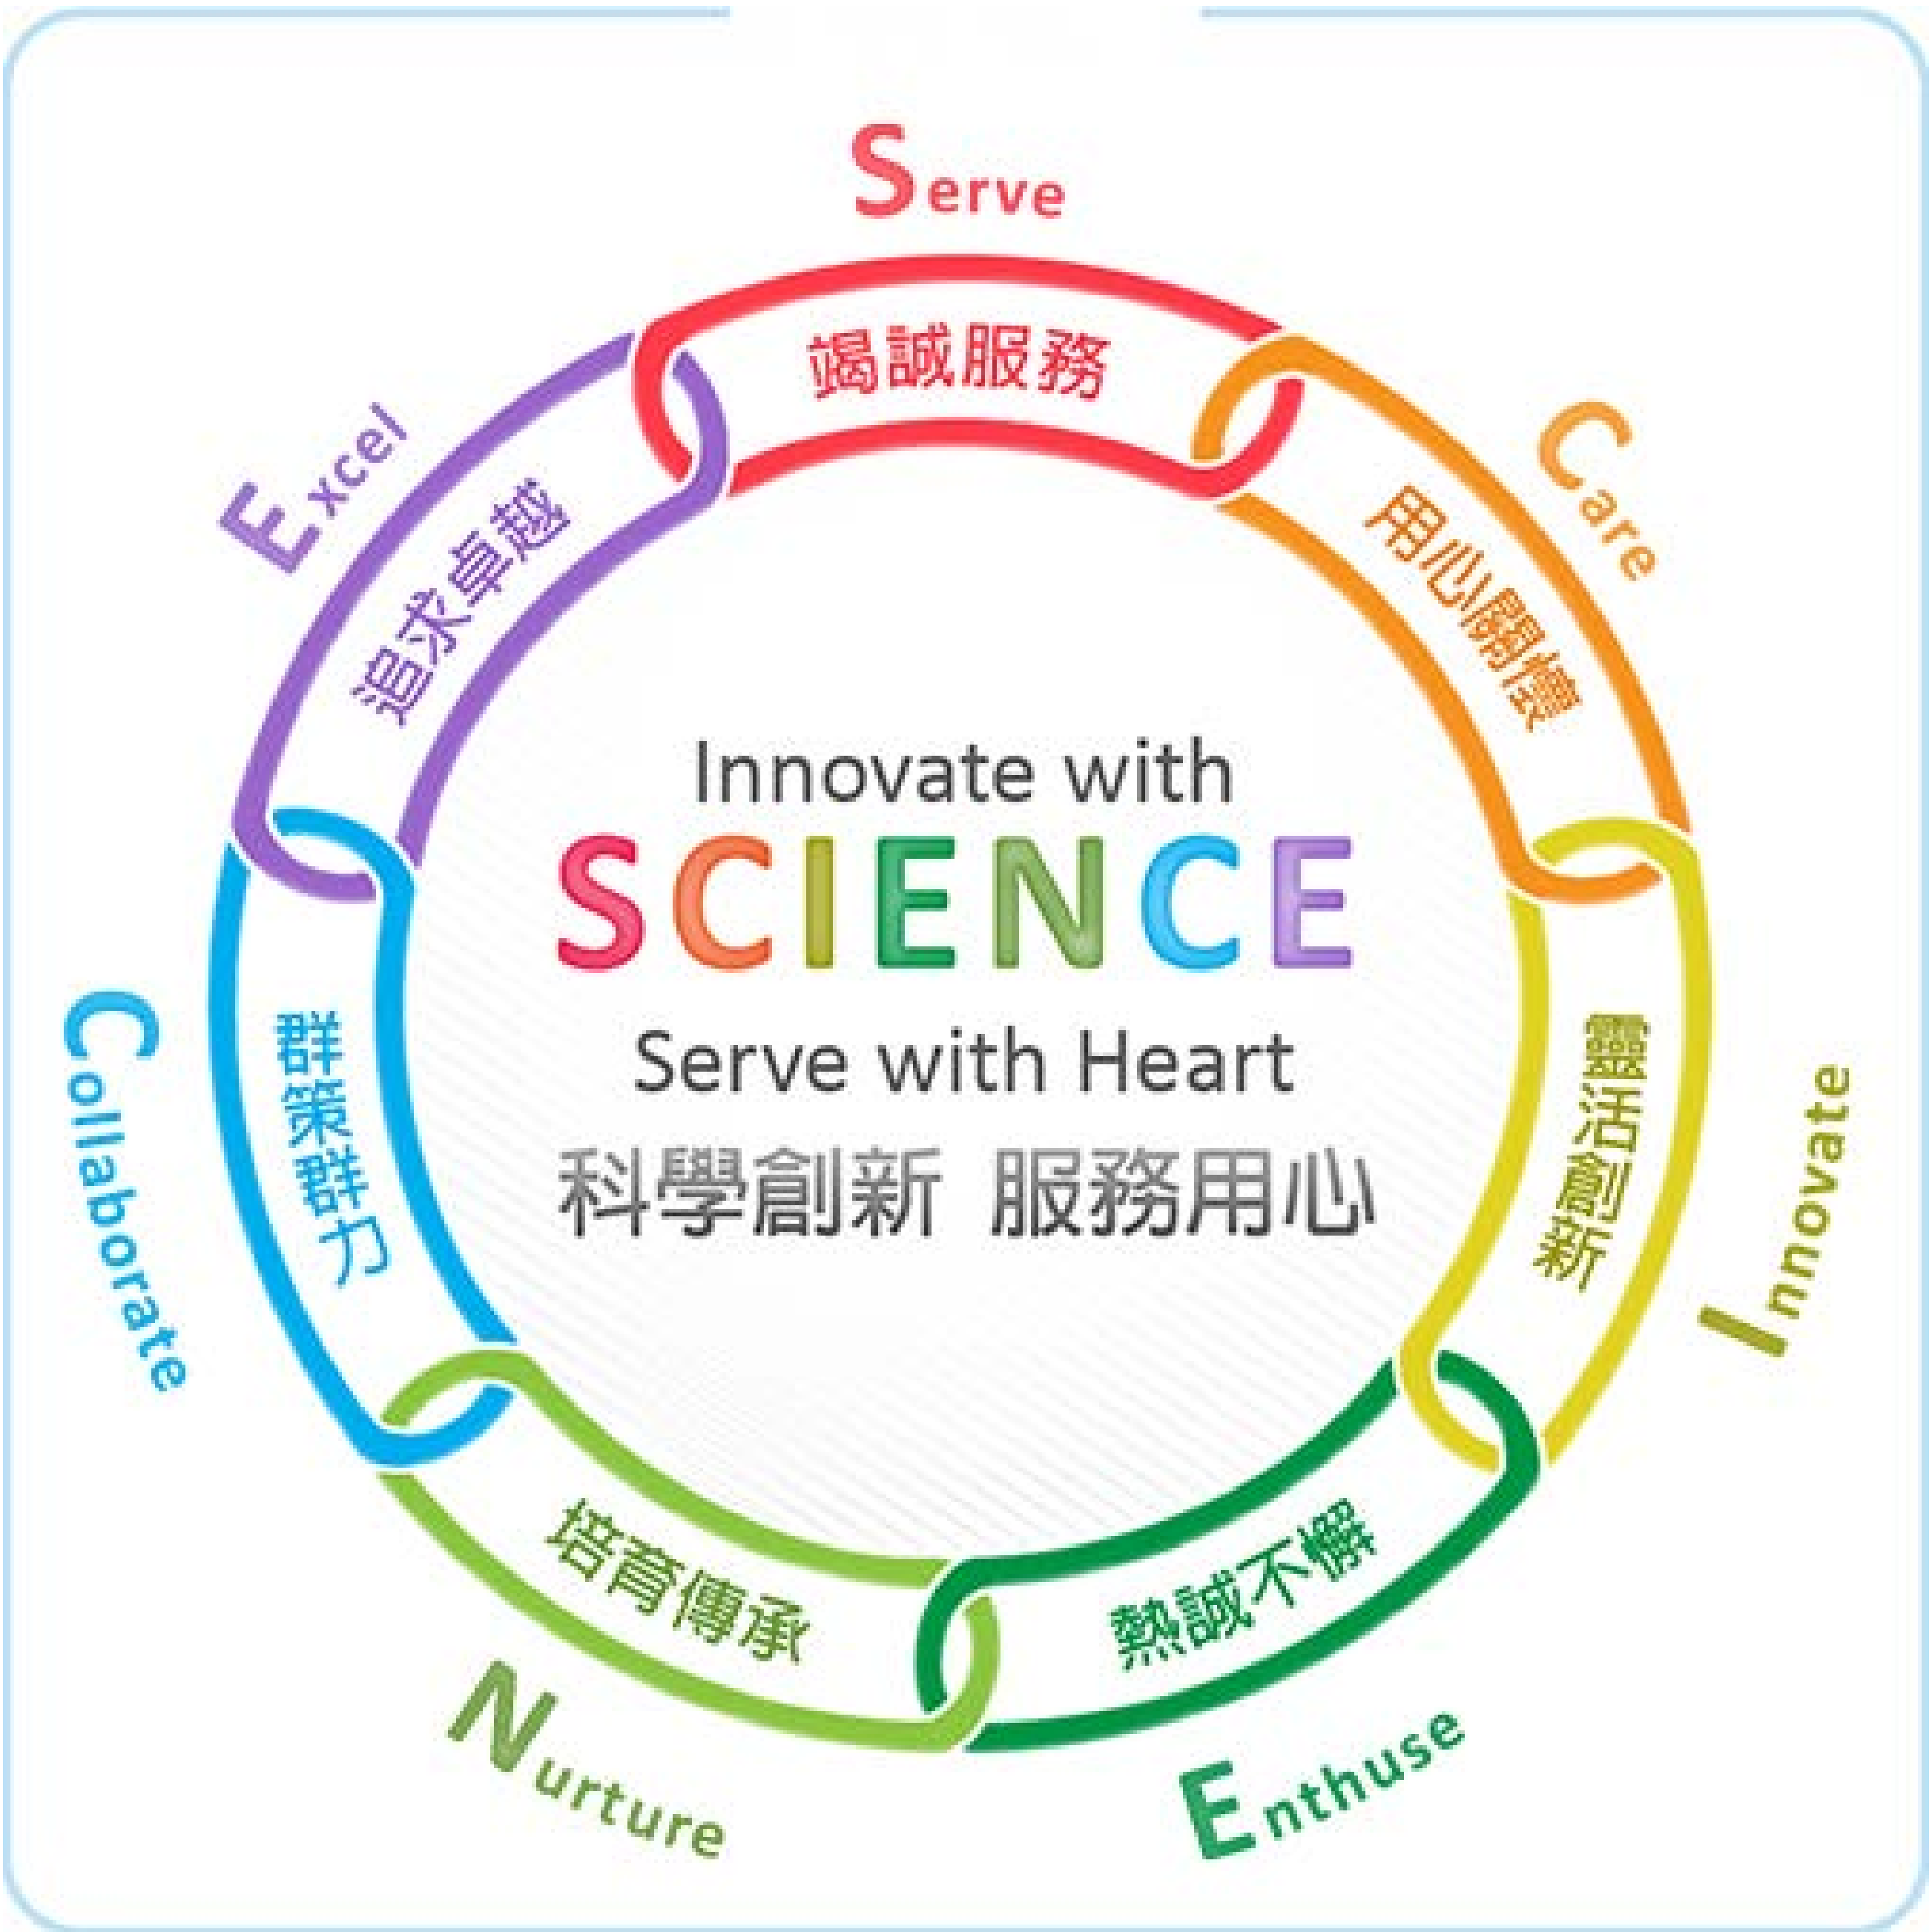 Serve
竭誠服務
Care
用心關懷
Innovate
靈活創新
Enthuse
熱誠不懈
Nurture
培育傳承
Collaborate
群策群力
Excel
追求卓越
Innovate with
SCIENCE
Serve with Heart
科學創新 服務用心